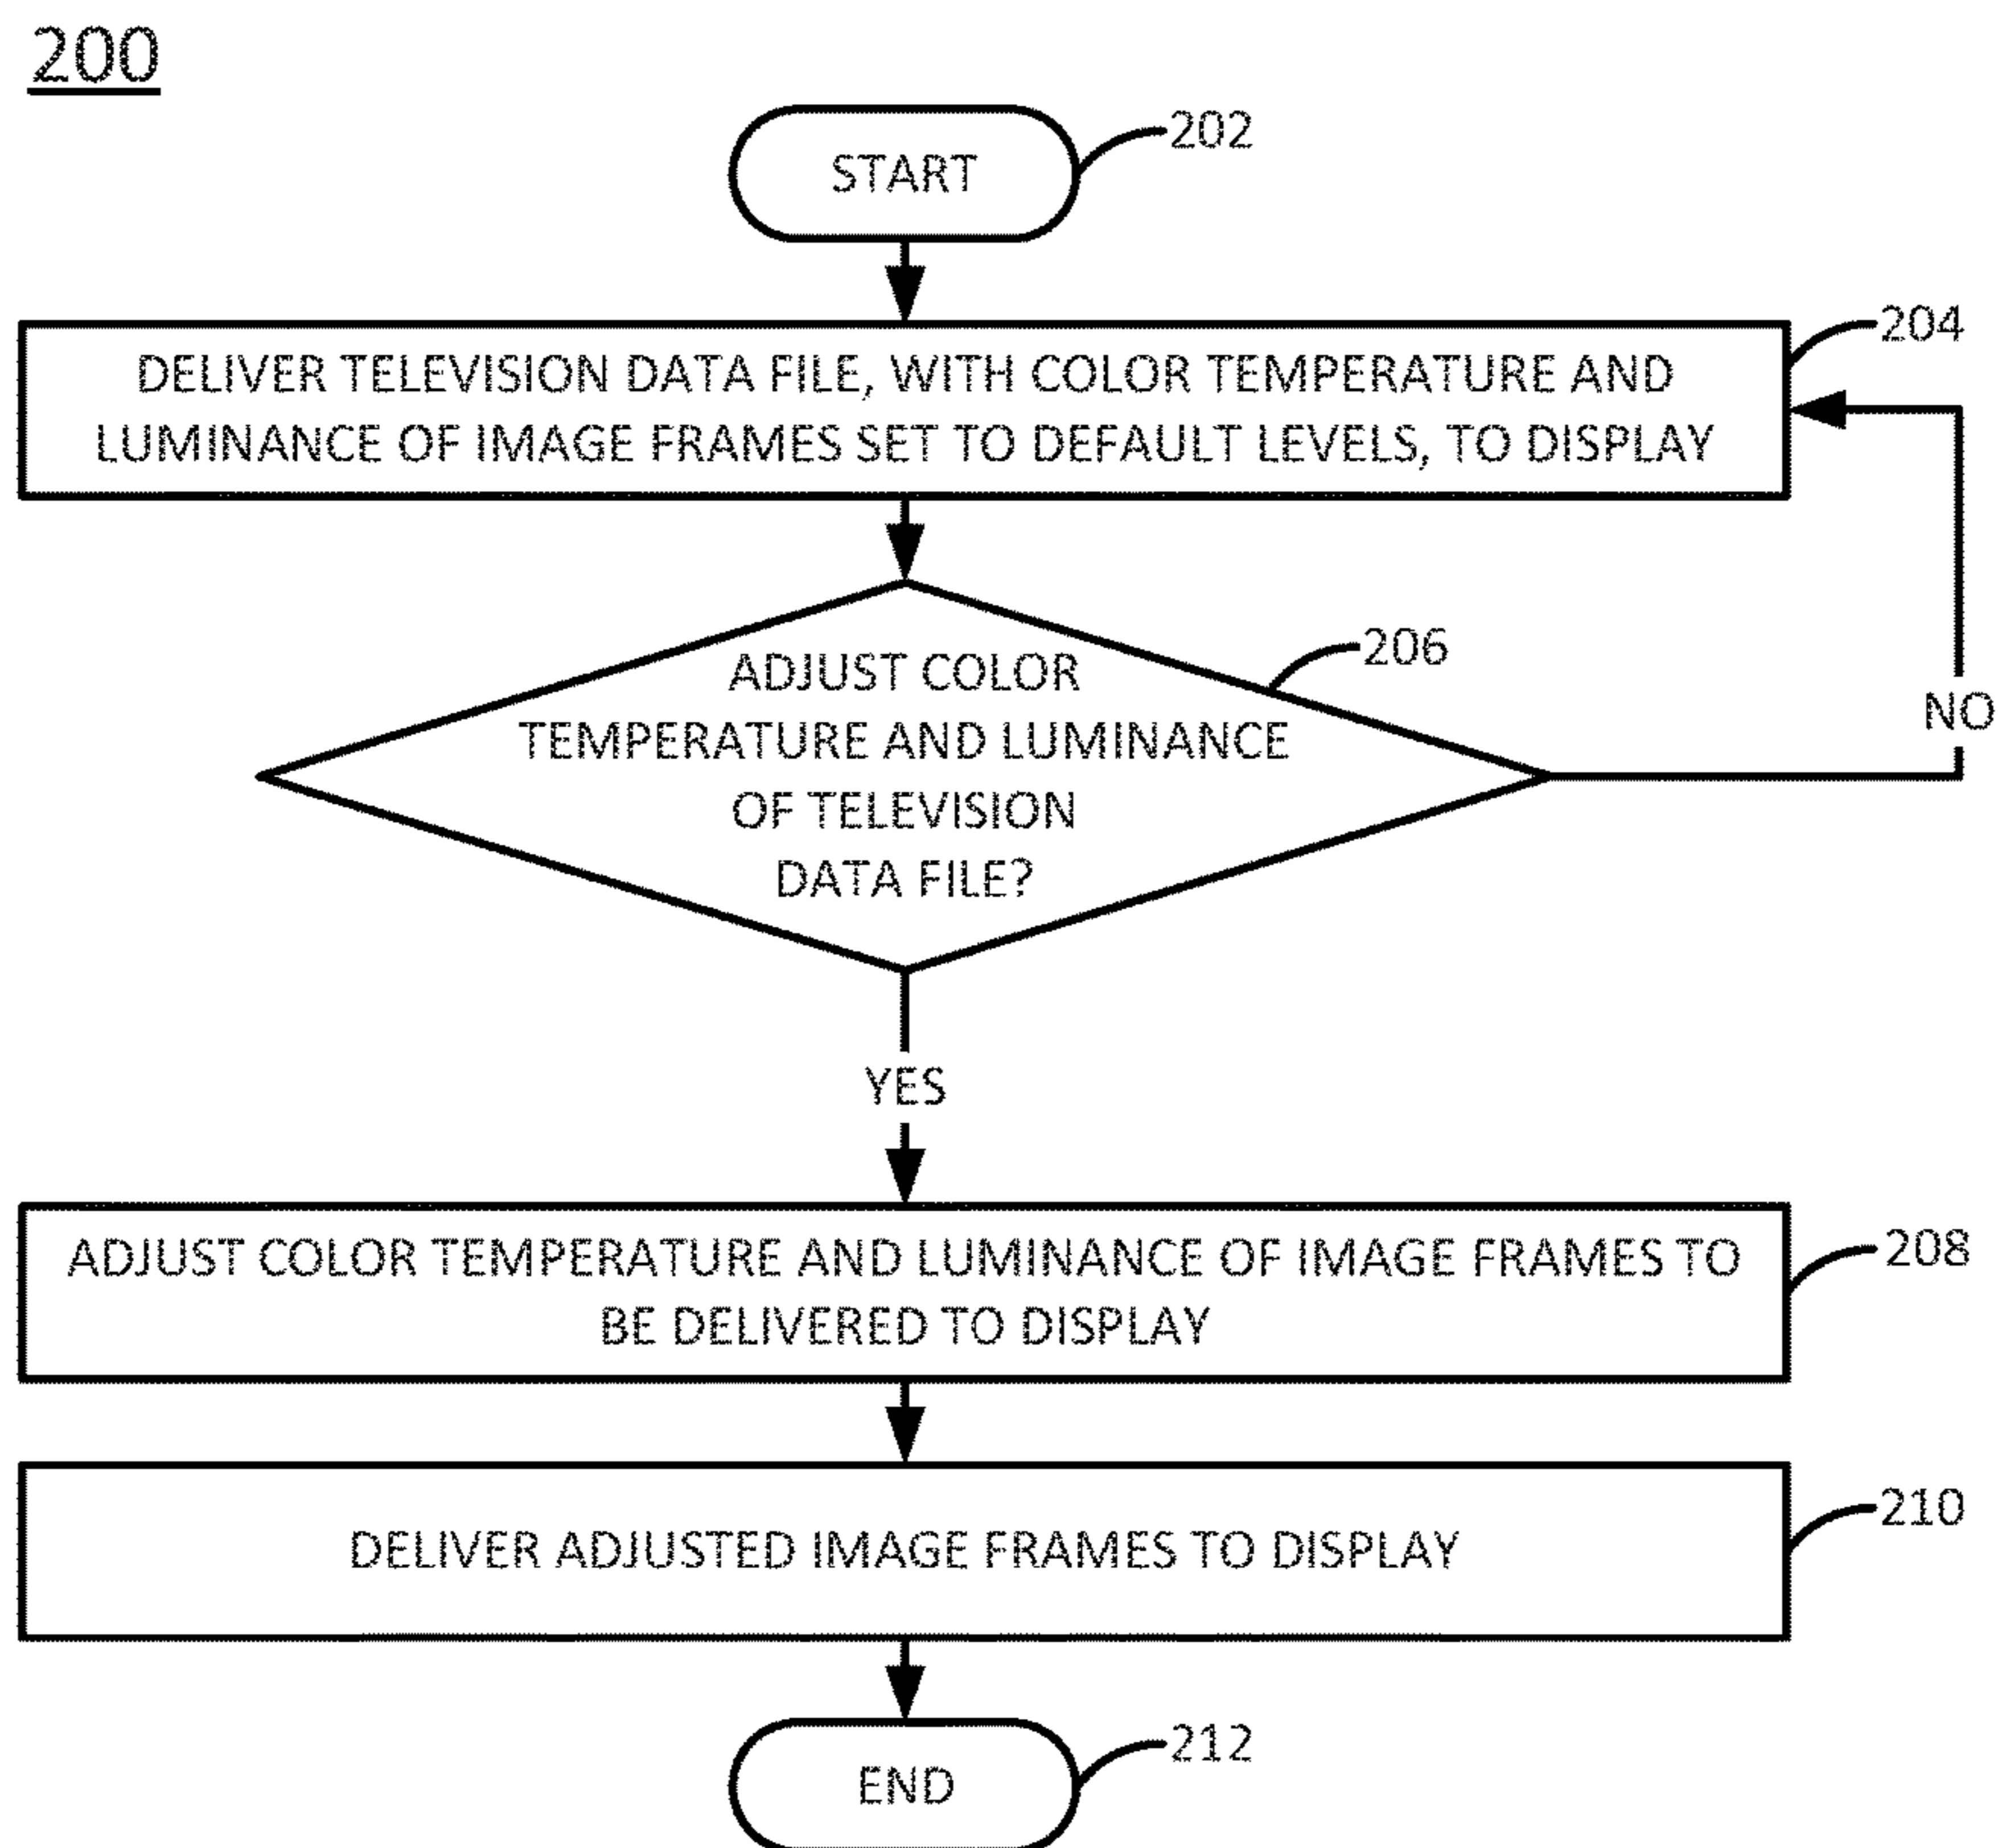 200
START
202
DELIVER TELEVISION DATA FILE, WITH COLOR TEMPERATURE AND
LUMINANCE OF IMAGE FRAMES SET TO DEFAULT LEVELS, TO DISPLAY
204
ADJUST COLOR
TEMPERATURE AND LUMINANCE
OF TELEVISION
DATA FILE?
206
NO
YES
ADJUST COLOR TEMPERATURE AND LUMINANCE OF IMAGE FRAMES TO
BE DELIVERED TO DISPLAY
208
DELIVER ADJUSTED IMAGE FRAMES TO DISPLAY
210
END
212